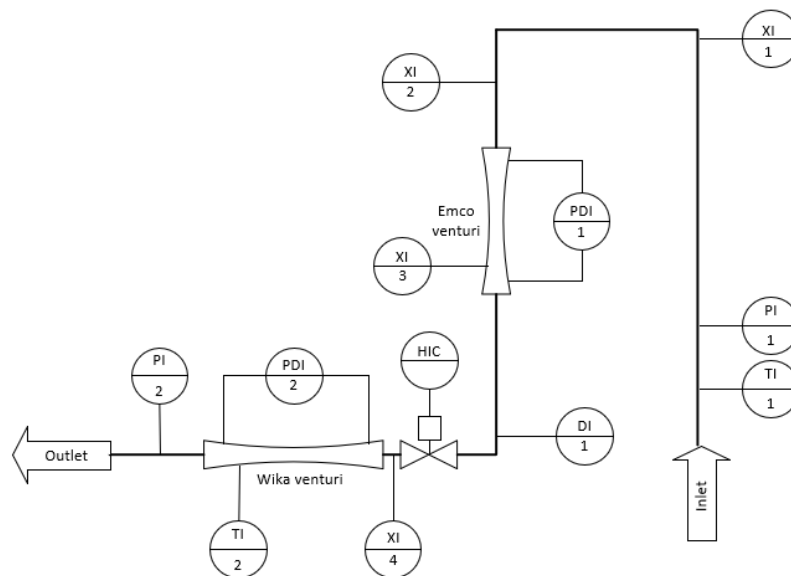 XI
1
XI
2
Emco
venturi
PDI
1
XI
3
PI
1
TI
1
HIC
PI
2
PDI
2
DI
1
Outlet
Wika venturi
Inlet
TI
2
XI
4